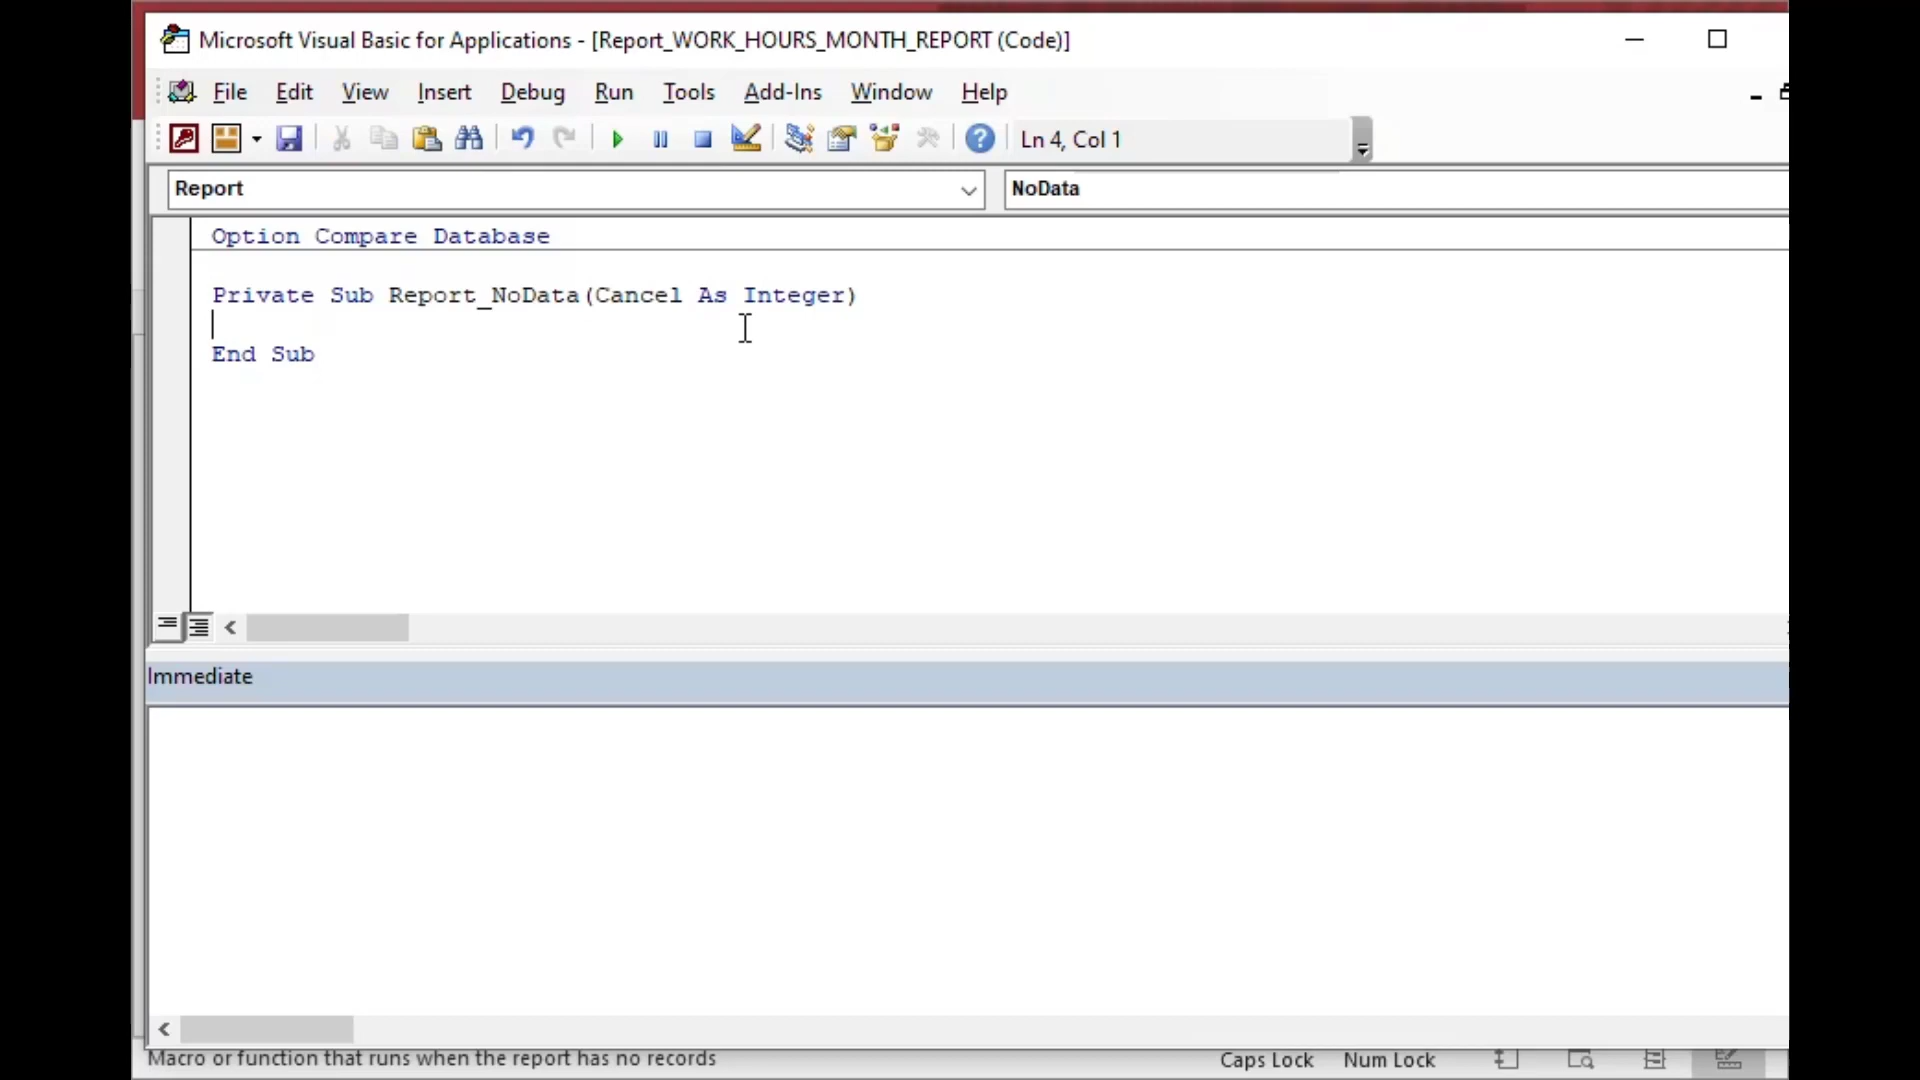 Microsoft Visual Basic for Applications - [Report_WORK_HOURS_MONTH_REPORT (Code)]
File Edit View Insert Debug Run Tools Add-Ins Window Help
Ln 4, Col 1
Report NoData
Option Compare Database
Private Sub Report_NoData(Cancel As Integer)
End Sub
Immediate
Macro or function that runs when the report has no records Caps Lock Num Lock